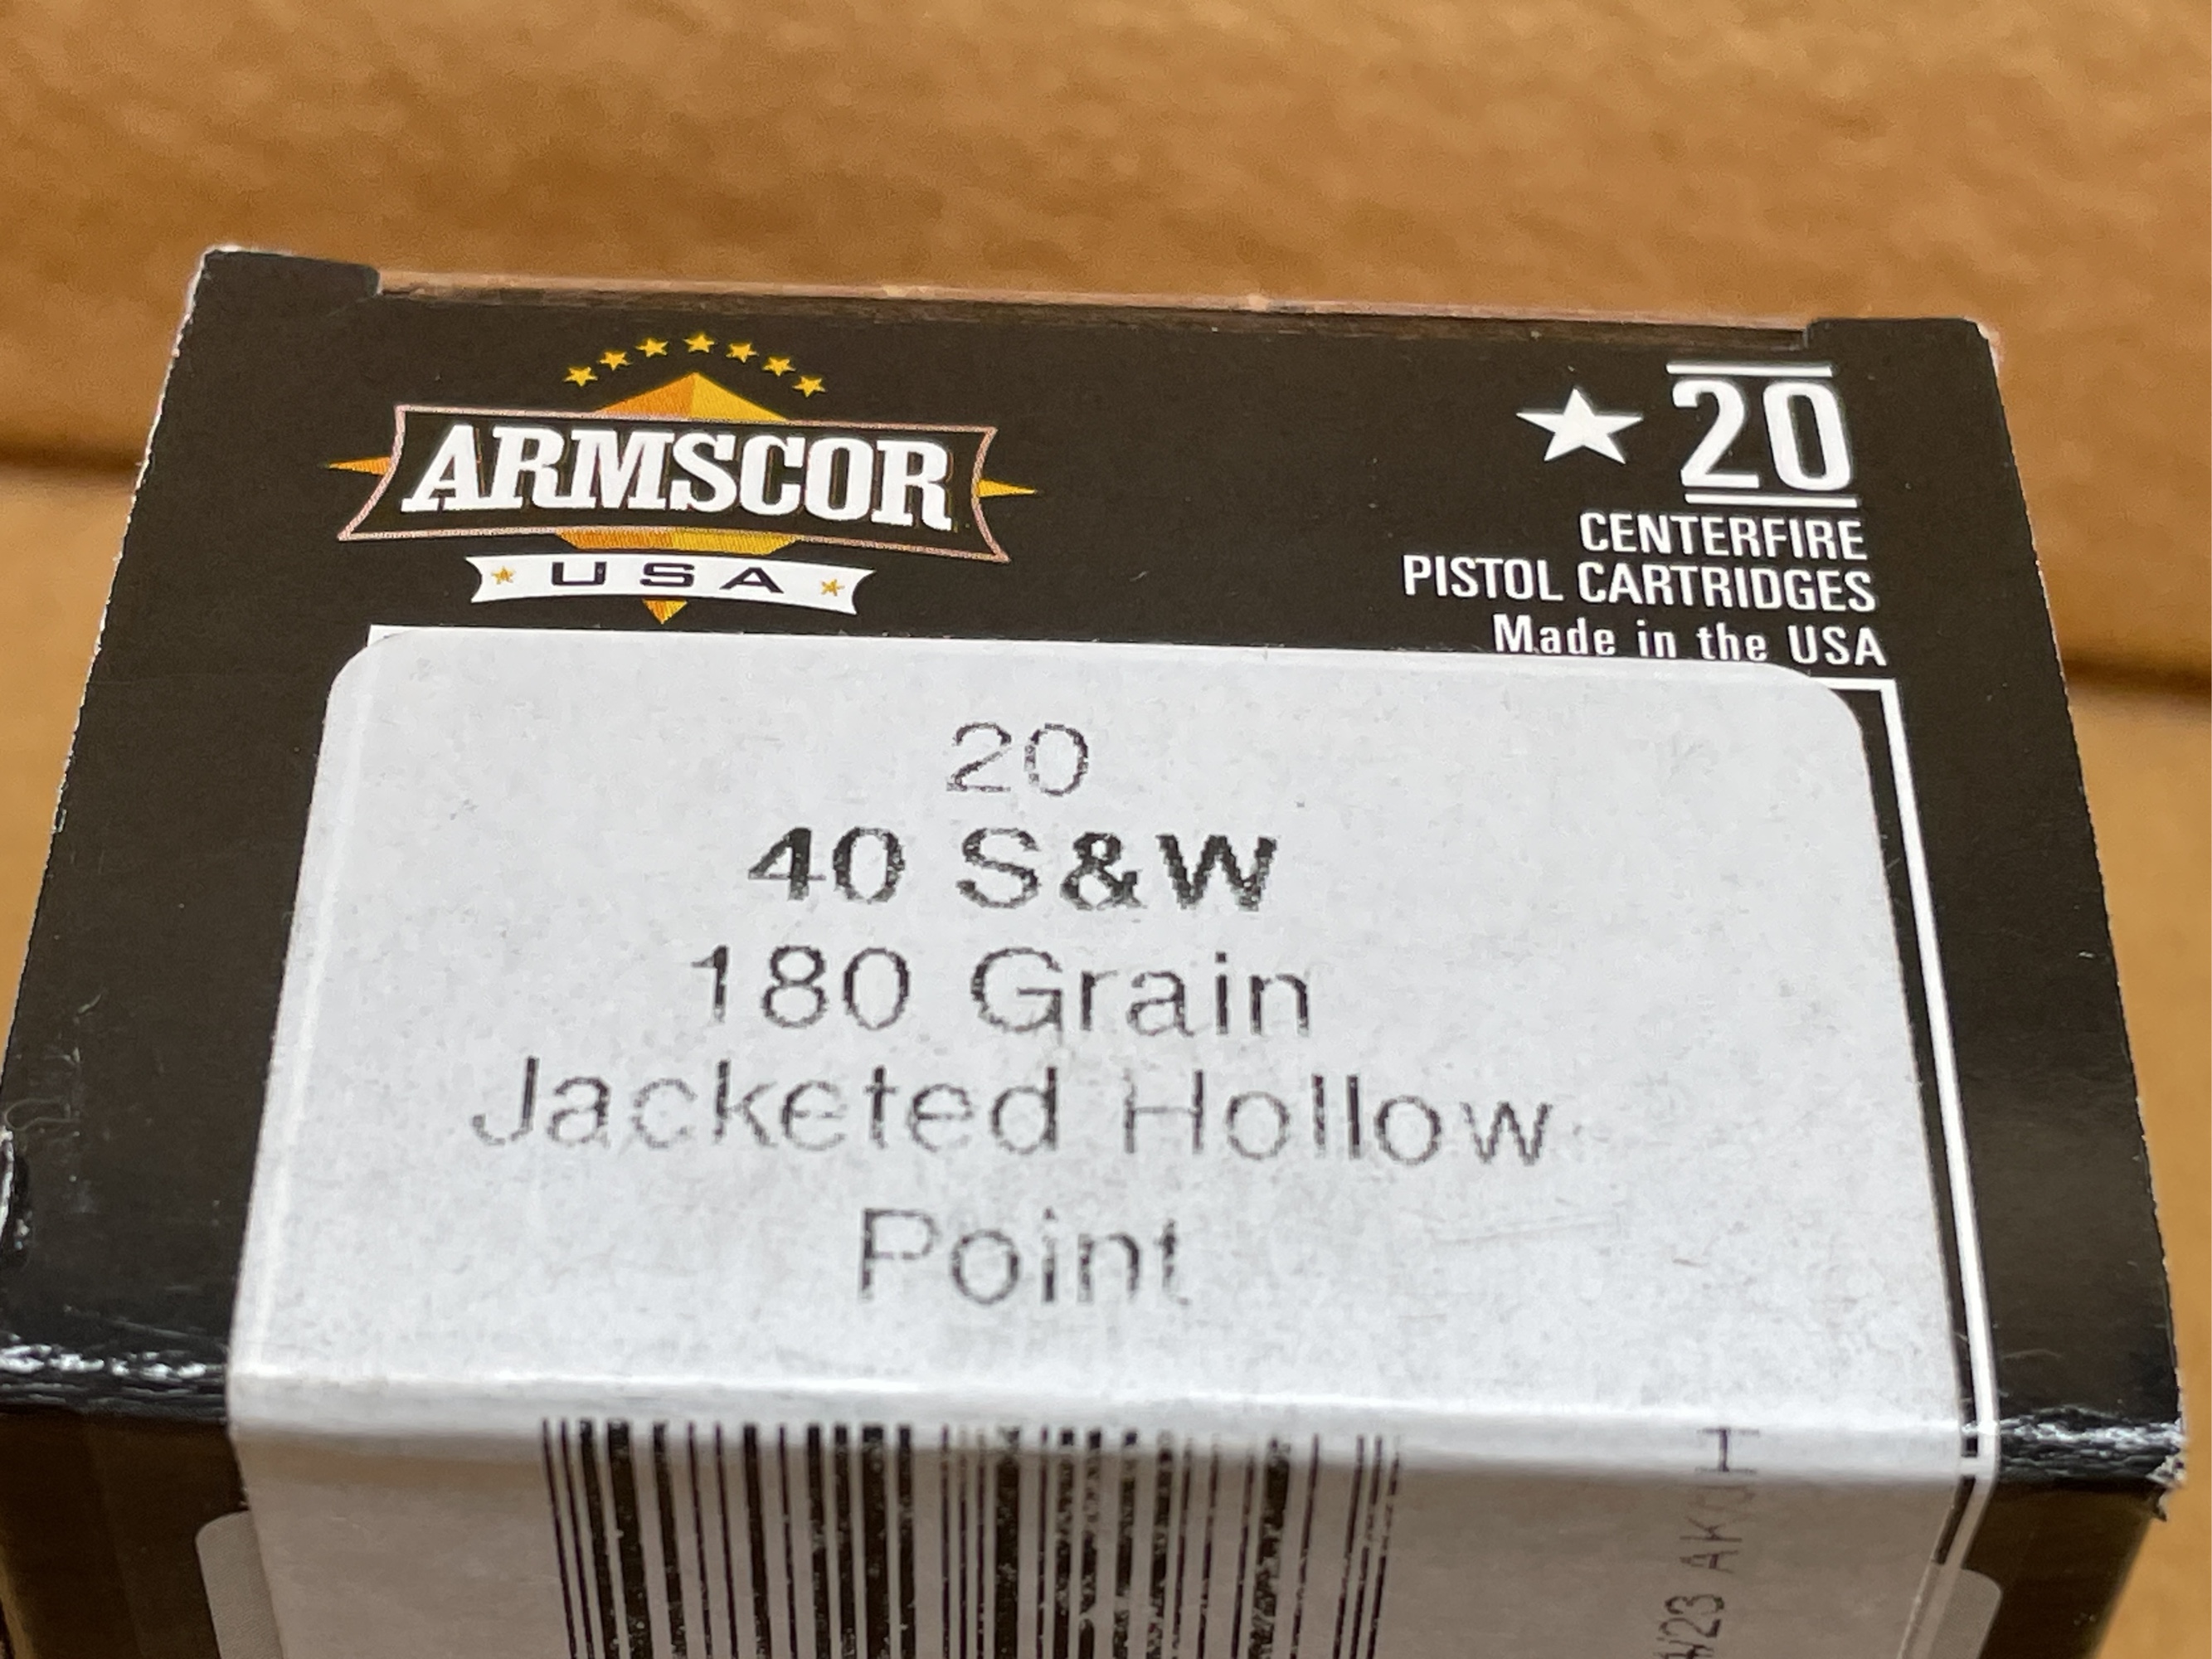 ARMSCOR
USA
20
CENTERFIRE
PISTOL CARTRIDGES
Made in the USA
20
40 S&W
180 Grain
Jacketed Hollow
Point